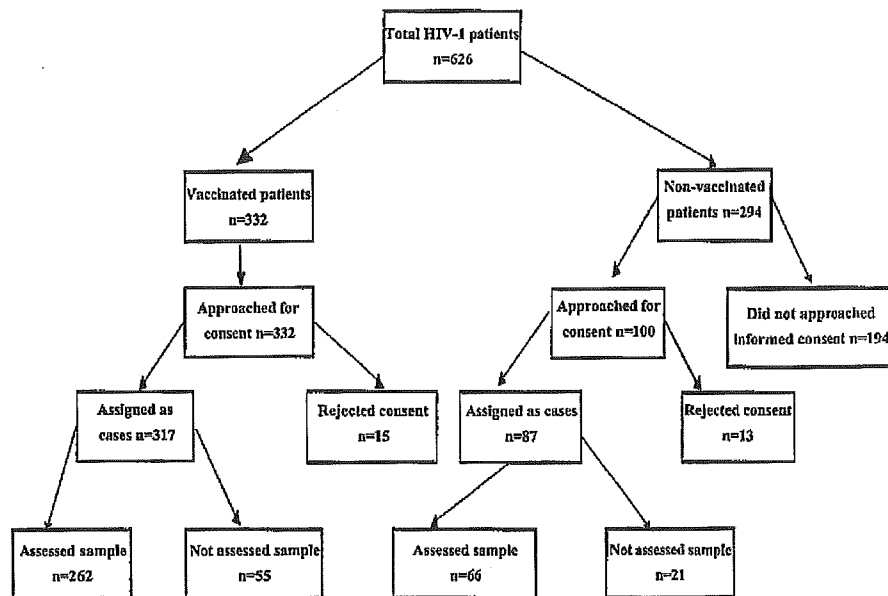 Total HIV-1 patients
n=626
Vaccinated patients
n=332
Non-vaccinated
patients n=294
Approached for
consent n=332
Approached for
consent n=100
Did not approached
informed consent n=194
Assigned as
cases n=317
Rejected consent
n=15
Assigned as cases
n=87
Rejected consent
n=13
Assessed sample
n=262
Not assessed sample
n=55
Assessed sample
n=66
Not assessed sample
n=21